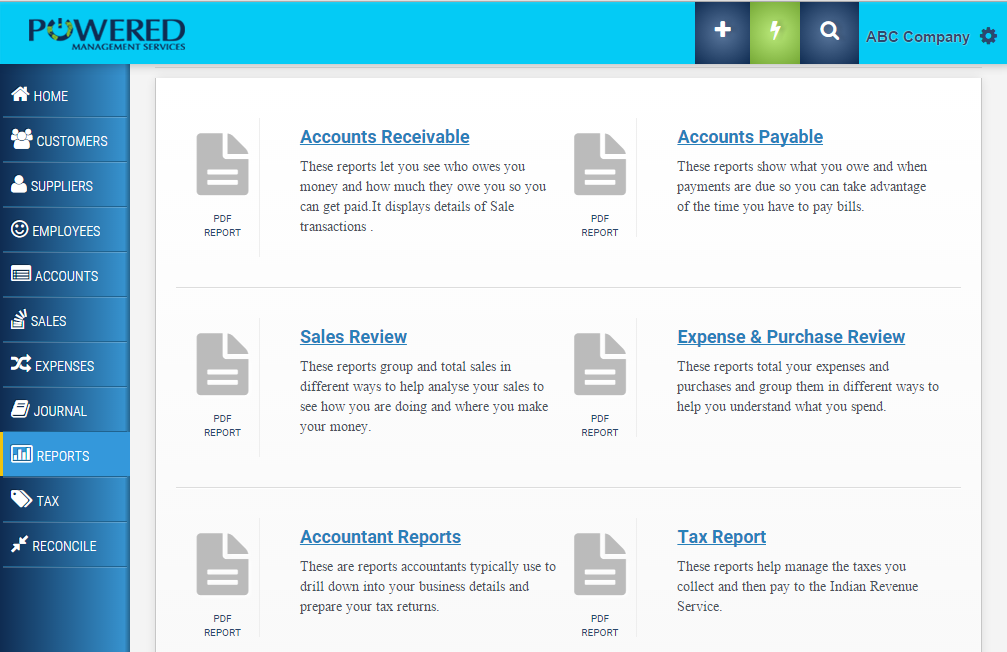 POWERED
MANAGEMENT SERVICES
ABC Company
HOME
CUSTOMERS
SUPPLIERS
EMPLOYEES
ACCOUNTS
SALES
EXPENSES
JOURNAL
REPORTS
TAX
RECONCILE
PDF
REPORT
Accounts Receivable
These reports let you see who owes you
money and how much they owe you so you
can get paid.It displays details of Sale
transactions .
PDF
REPORT
Accounts Payable
These reports show what you owe and when
payments are due so you can take advantage
of the time you have to pay bills.
PDF
REPORT
Sales Review
These reports group and total sales in
different ways to help analyse your sales to
see how you are doing and where you make
your money.
PDF
REPORT
Expense & Purchase Review
These reports total your expenses and
purchases and group them in different ways to
help you understand what you spend.
PDF
REPORT
Accountant Reports
These are reports accountants typically use to
drill down into your business details and
prepare your tax returns.
PDF
REPORT
Tax Report
These reports help manage the taxes you
collect and then pay to the Indian Revenue
Service.